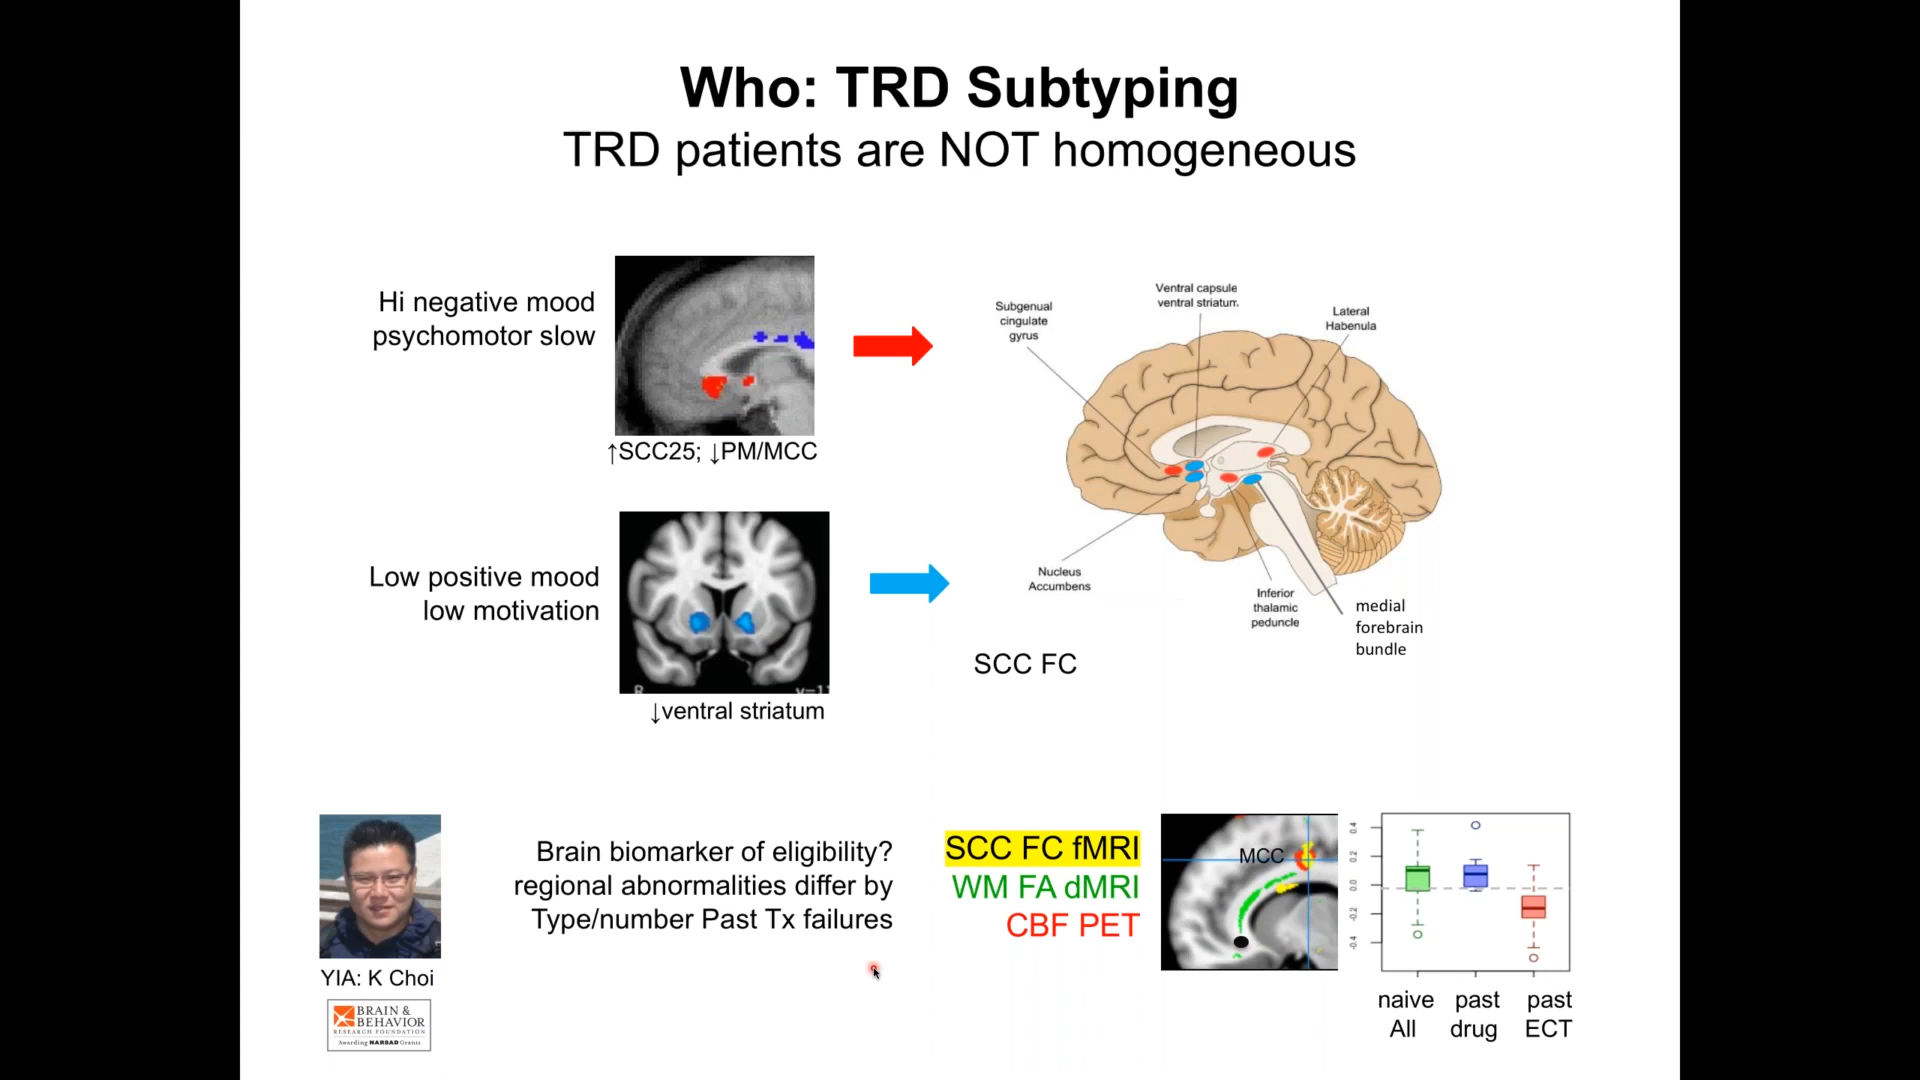 Who: TRD Subtyping
TRD patients are NOT homogeneous
Hi negative mood
psychomotor slow
↑SCC25; ↓PM/MCC
Low positive mood
low motivation
R
↓ventral striatum
Subgenual
cingulate
gyrus
Ventral capsule
ventral striatum
Lateral
Habenula
Nucleus
Accumbens
Inferior
thalamic
peduncle
medial
forebrain
bundle
SCC FC
YIA: K Choi
BRAIN &
BEHAVIOR
RESEARCH FOUNDATION
Awarding NARSAD Grants
Brain biomarker of eligibility?
regional abnormalities differ by
Type/number Past Tx failures
SCC FC fMRI
WM FA dMRI
CBF PET
MCC
0.4
0.2
0.0
-0.2
-0.4
naive past past
All drug ECT